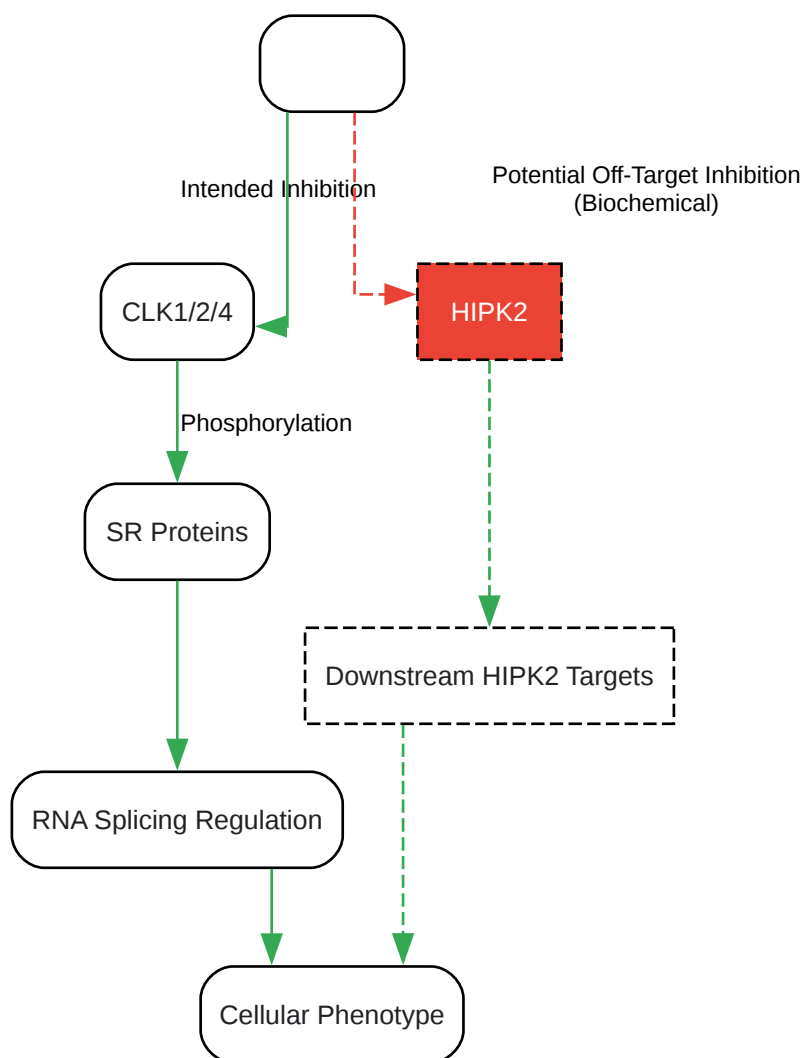 Intended Inhibition
Potential Off-Target Inhibition
(Biochemical)
CLK1/2/4
HIPK2
Phosphorylation
SR Proteins
Downstream HIPK2 Targets
RNA Splicing Regulation
Cellular Phenotype